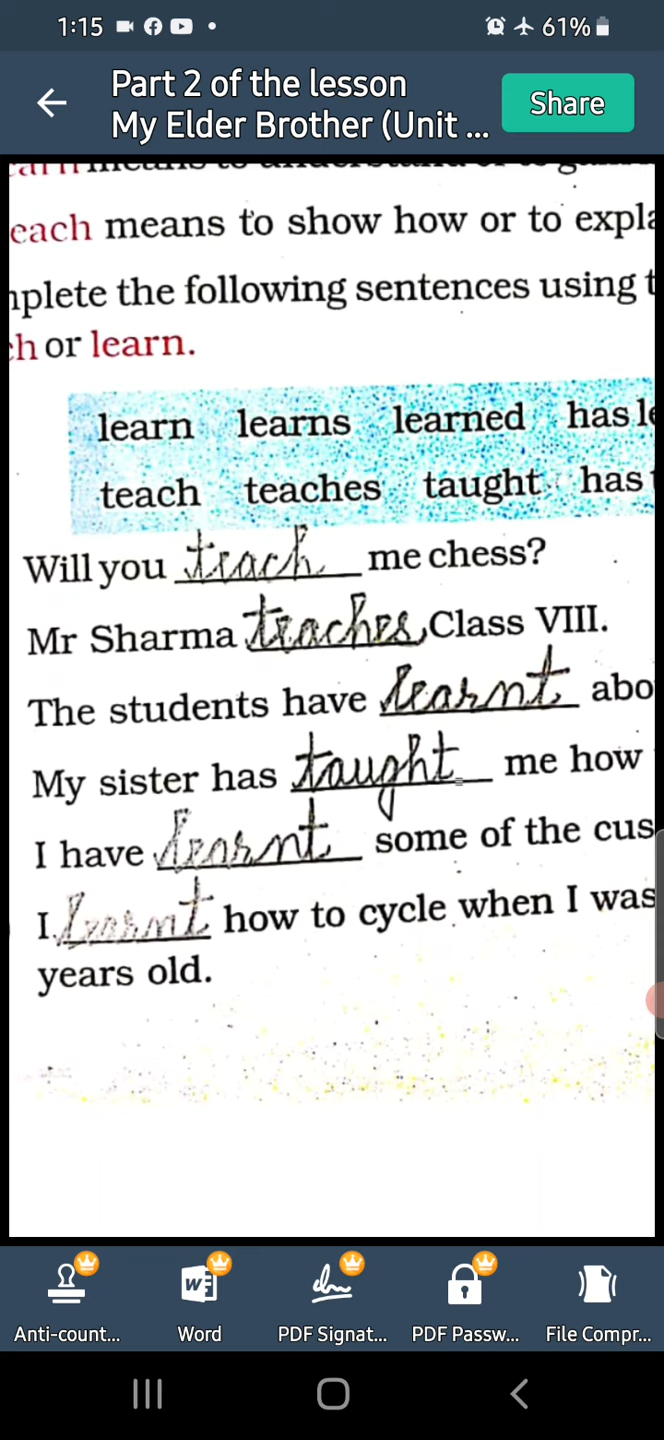 1:15 61%
Part 2 of the lesson
My Elder Brother (Unit ... Share
each means to show how or to expla
nplete the following sentences using t
h or learn.
learn learns learned has le
teach teaches taught has
Will you teach me chess?
Mr Sharma teaches Class VIII.
The students have learnt abo
My sister has taught me how
I have learnt some of the cus
I learnt how to cycle when I was
years old.
Anti-count... Word PDF Signat... PDF Passw... File Compr...